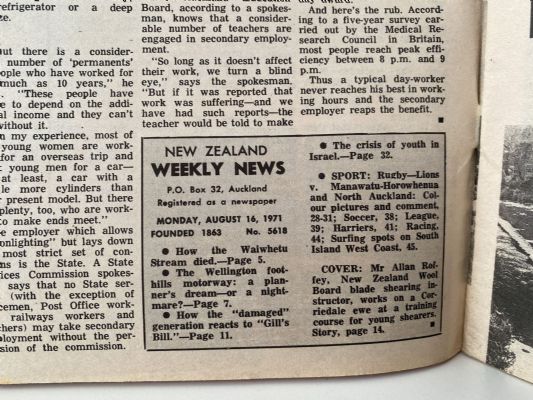 refrigerator or a deep
ze.
But there is a consider-
number of 'permanents'
ople who have worked for
much as 10 years," he
. "These people have
e to depend on the addi-
al income and they can't
without it.
n my experience, most of
young women are work-
for an overseas trip and
young men for a car—
at least, a car with a
le more cylinders than
r present model. But there
plenty, too, who are work-
to make ends meet."
e employer which allows
onlighting" but lays down
most strict set of con-
ns is the State. A State
ices Commission spokes-
says that no State ser-
(with the exception of
cemen, Post Office work-
railways workers and
chers) may take secondary
ployment without the per-
sion of the commission.
Board, according to a spokes-
man, knows that a consider-
able number of teachers are
engaged in secondary employ-
ment.
"So long as it doesn't affect
their work, we turn a blind
eye," says the spokesman.
"But if it was reported that
work was suffering—and we
have had such reports—the
teacher would be told to make
And here's the rub. Accord-
ing to a five-year survey car-
ried out by the Medical Re-
search Council in Britain,
most people reach peak effi-
ciency between 8 p.m. and 9
p.m.
Thus a typical day-worker
never reaches his best in work-
ing hours and the secondary
employer reaps the benefit.
NEW ZEALAND
WEEKLY NEWS
P.O. Box 32, Auckland
Registered as a newspaper
MONDAY, AUGUST 16, 1971
FOUNDED 1863 No. 5618
● How the Waiwhetu
Stream died.—Page 5.
● The Wellington foot-
hills motorway: a plan-
ner's dream—or a night-
mare?—Page 7.
● How the "damaged"
generation reacts to "Gill's
Bill."—Page 11.
● The crisis of youth in
Israel.—Page 32.
● SPORT: Rugby—Lions
v. Manawatu-Horowhenua
and North Auckland: Col-
our pictures and comment,
28-31; Soccer, 38; League,
39; Harriers, 41; Racing,
44; Surfing spots on South
Island West Coast, 45.
COVER: Mr Allan Rof-
fey, New Zealand Wool
Board blade shearing in-
structor, works on a Cor-
riedale ewe at a training
course for young shearers.
Story, page 14.